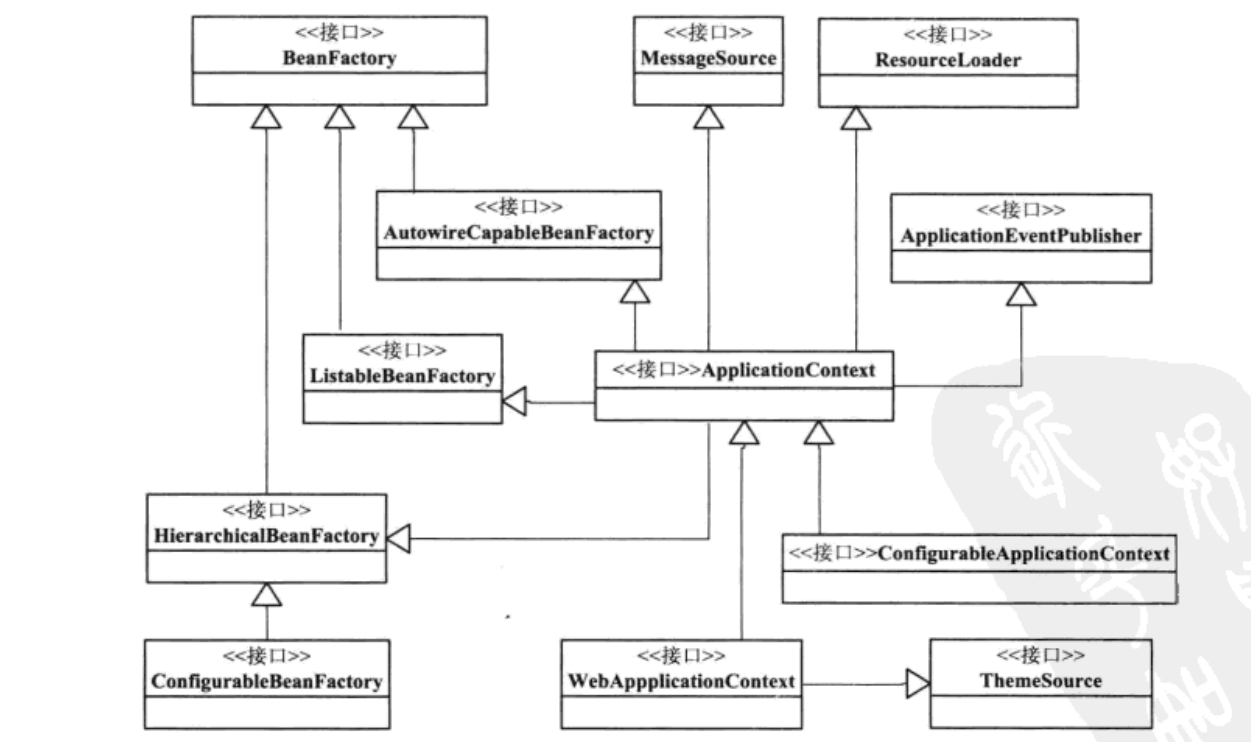 <<接口>>
BeanFactory
<<接口>>
MessageSource
<<接口>>
ResourceLoader
<<接口>>
AutowireCapableBeanFactory
<<接口>>
ApplicationEventPublisher
<<接口>>
ListableBeanFactory
<<接口>>ApplicationContext
<<接口>>
HierarchicalBeanFactory
<<接口>>ConfigurableApplicationContext
<<接口>>
ConfigurableBeanFactory
<<接口>>
WebAppplicationContext
<<接口>>
ThemeSource